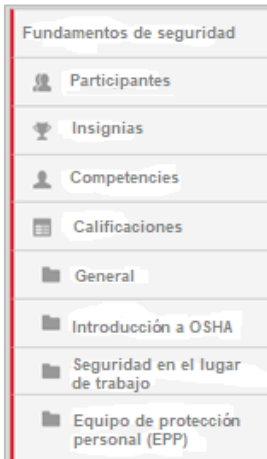 Fundamentos de seguridad
Participantes
Insignias
Competencies
Calificaciones
General
Introducción a OSHA
Seguridad en el lugar
de trabajo
Equipo de protección
personal (EPP)